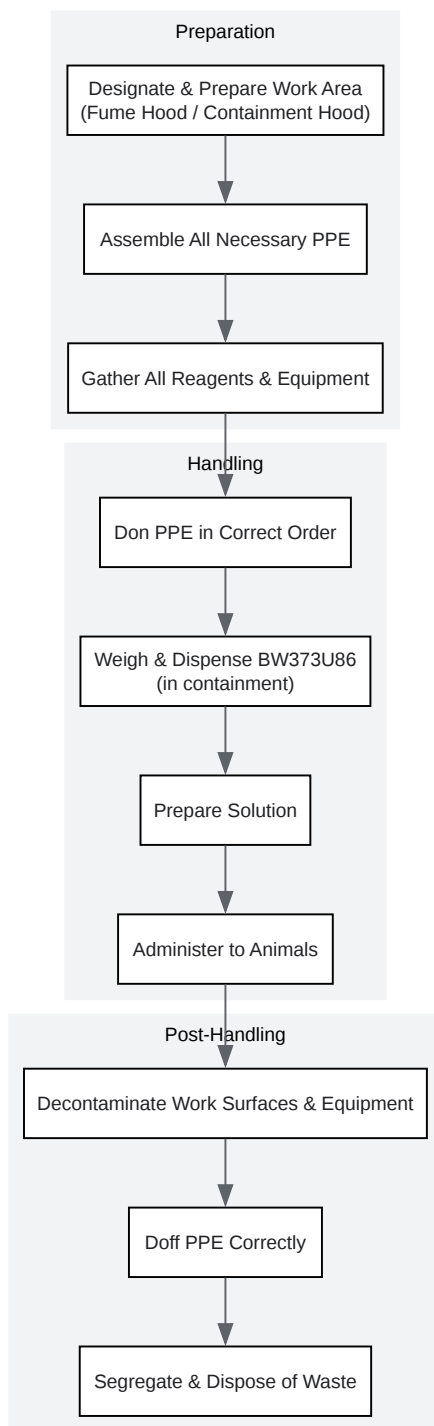 Preparation
Designate & Prepare Work Area
(Fume Hood / Containment Hood)
Assemble All Necessary PPE
Gather All Reagents & Equipment
Handling
Don PPE in Correct Order
Weigh & Dispense BW373U86
(in containment)
Prepare Solution
Administer to Animals
Post-Handling
Decontaminate Work Surfaces & Equipment
Doff PPE Correctly
Segregate & Dispose of Waste